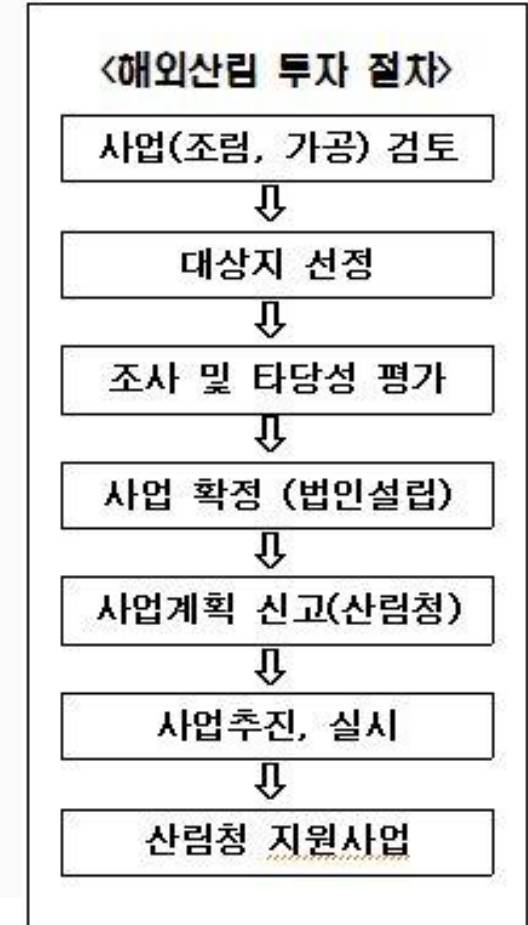 <해외산림 투자 절차>
사업(조림, 가공) 검토
대상지 선정
조사 및 타당성 평가
사업 확정 (법인설립)
사업계획 신고(산림청)
사업추진, 실시
산림청 지원사업